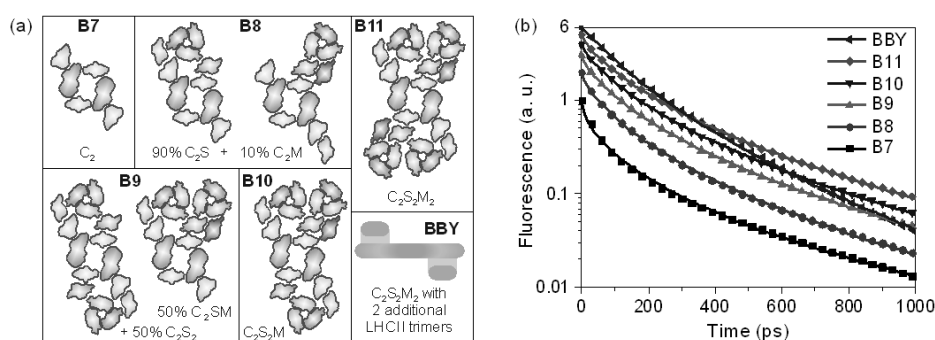 (a)
B7
B8
B11
C₂
90% C₂S + 10% C₂M
C₂S₂M₂
B9
B10
BBY
50% C₂SM
+ 50% C₂S₂
C₂S₂M
C₂S₂M₂ with
2 additional
LHCII trimers
(b)
Fluorescence (a. u.)
6
1
0.1
0.01
BBY
B11
B10
B9
B8
B7
0 200 400 600 800 1000
Time (ps)